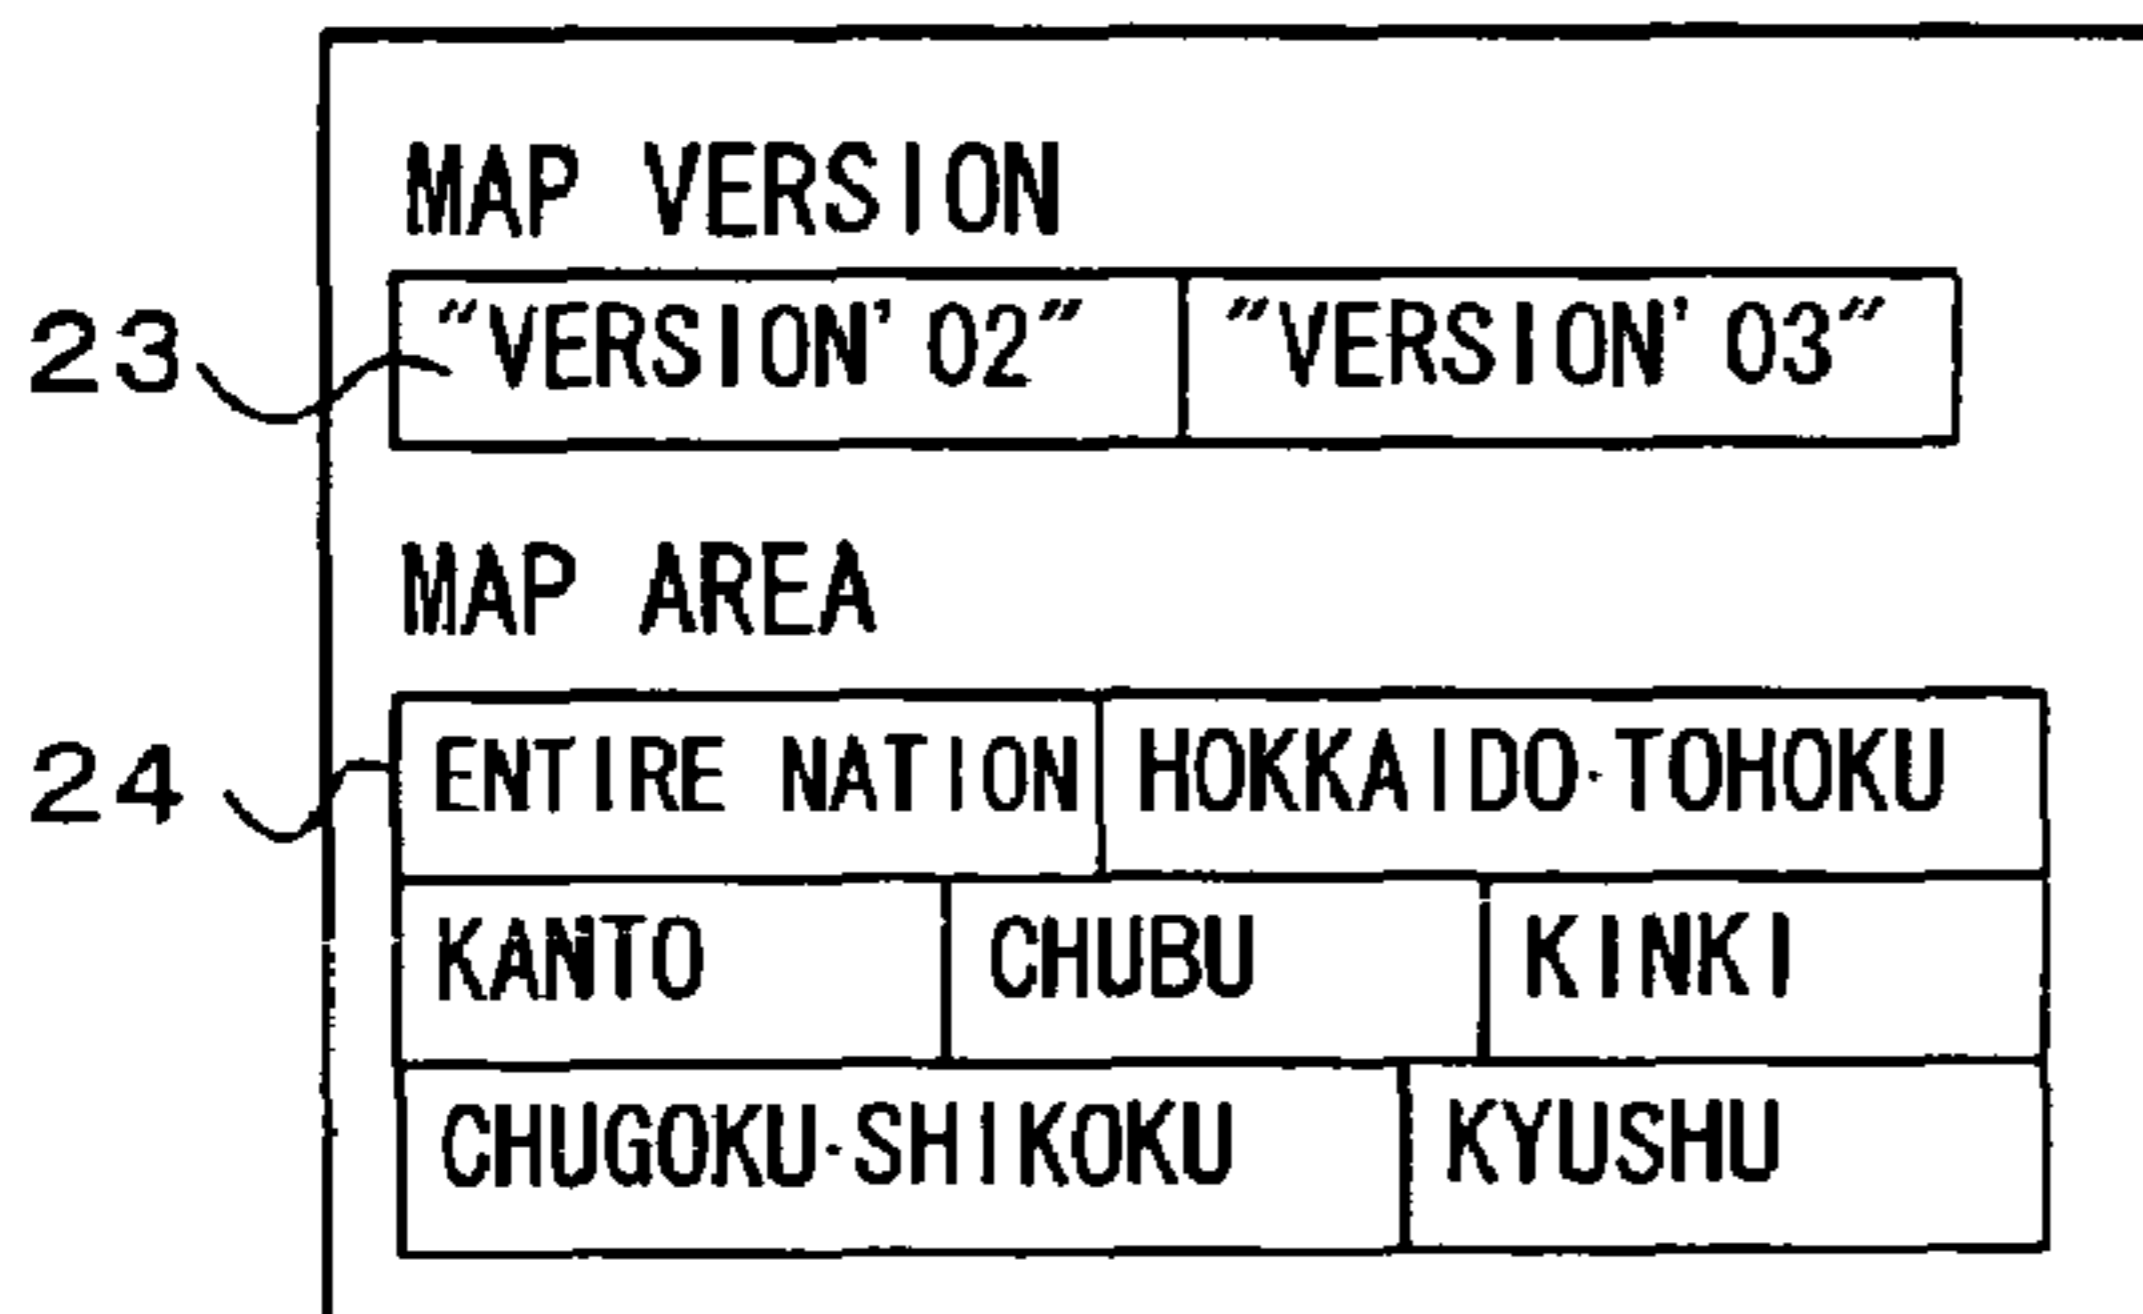 MAP VERSION
23 "VERSION'02" "VERSION'03"
MAP AREA
24 ENTIRE NATION HOKKAIDO·TOHOKU
KANTO CHUBU KINKI
CHUGOKU·SHIKOKU KYUSHU